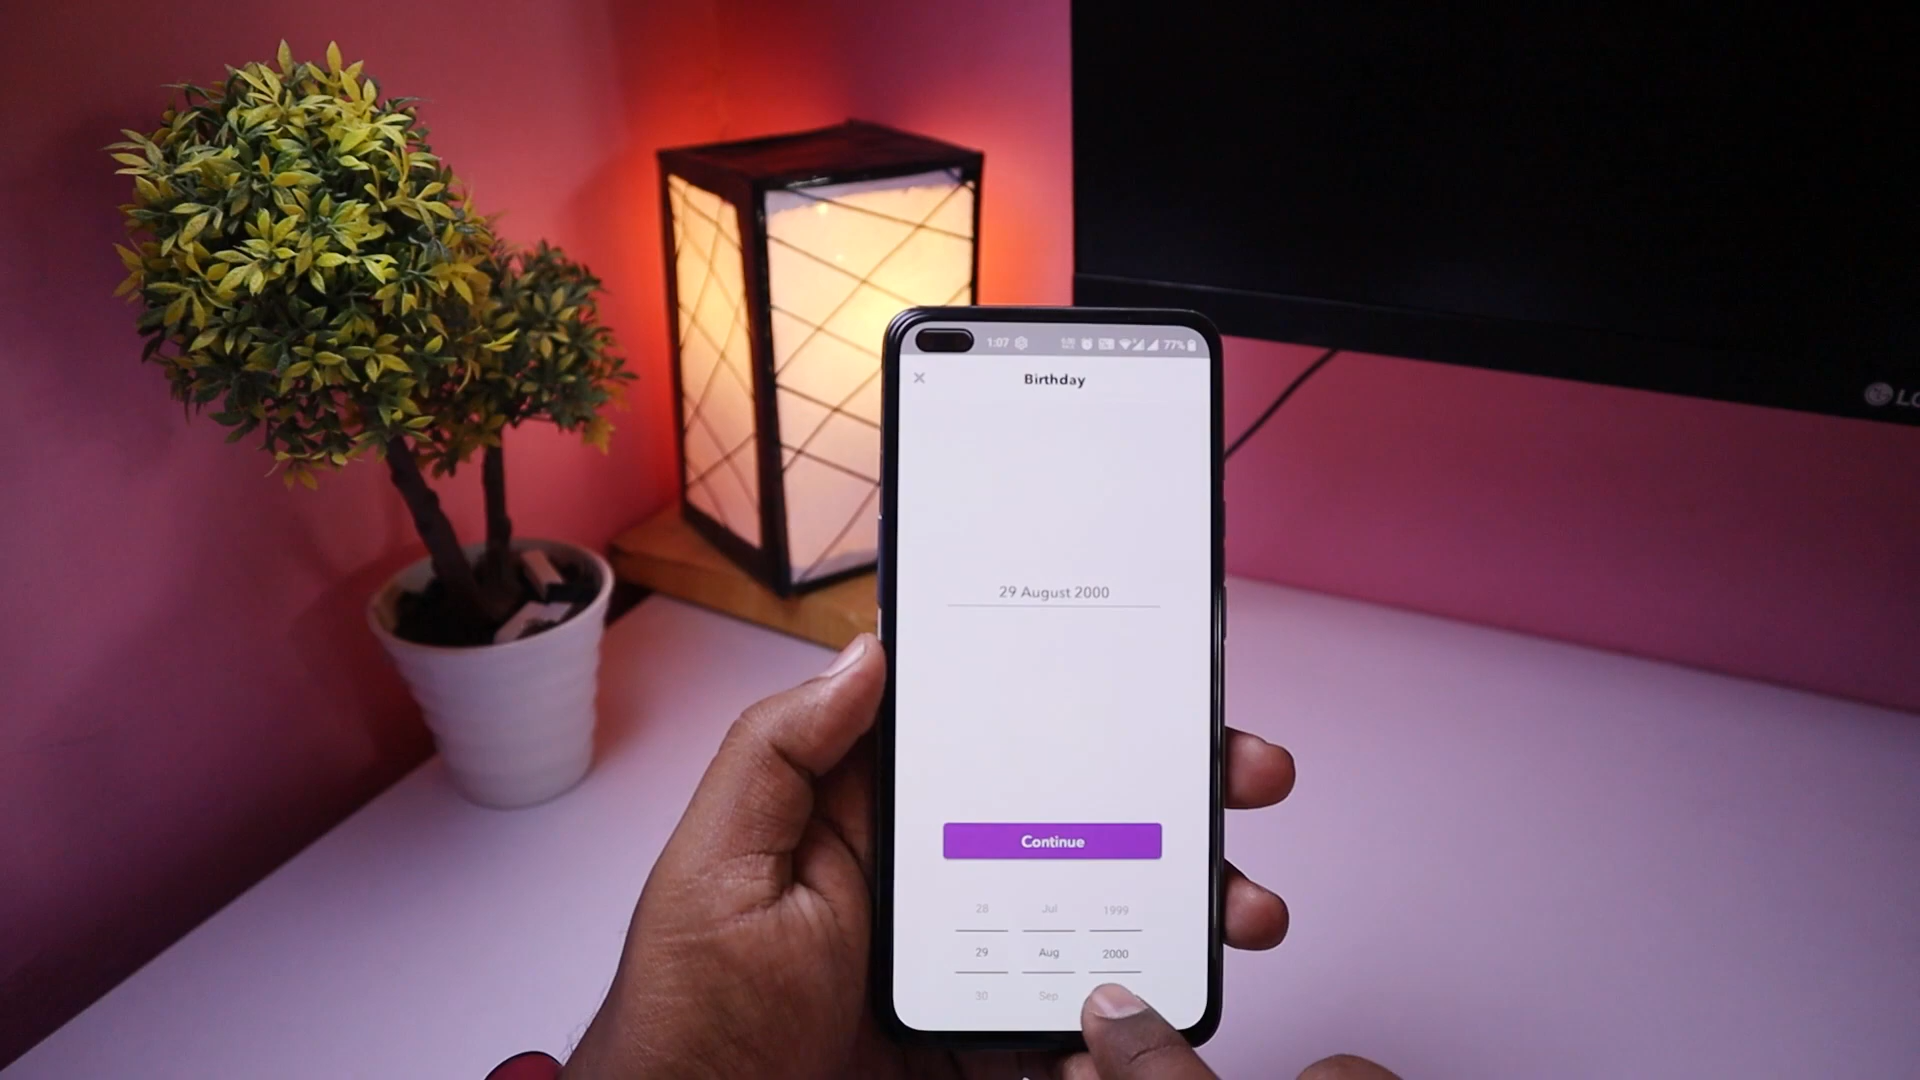 1:07 77%
Birthday
29 August 2000
Continue
28 Jul 1999
29 Aug 2000
30 Sep